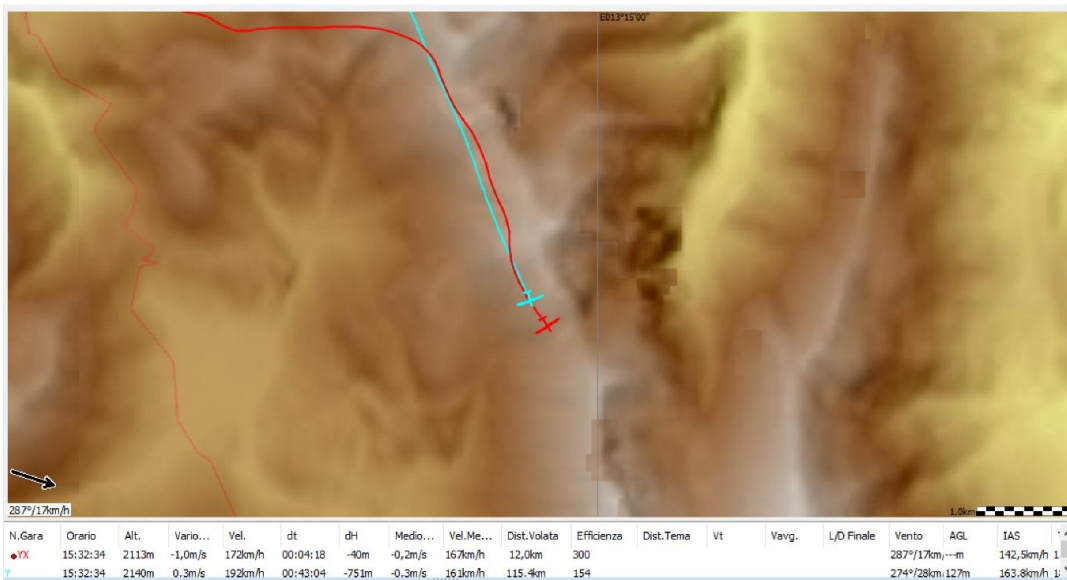 E013°15'00"
287°/17km/h
1,0km
N.Gara Orario Alt. Vario... Vel. dt dH Medio... Vel.Me... Dist.Volata Efficienza Dist.Tema Vt Vavg. L/D Finale Vento AGL IAS
YX 15:32:34 2113m -1,0m/s 172km/h 00:04:18 -40m -0,2m/s 167km/h 12,0km 300 287°/17km, ---m 142,5km/h
Y 15:32:34 2140m 0.3m/s 192km/h 00:43:04 -751m -0.3m/s 161km/h 115.4km 154 274°/28km, 127m 163.8km/h